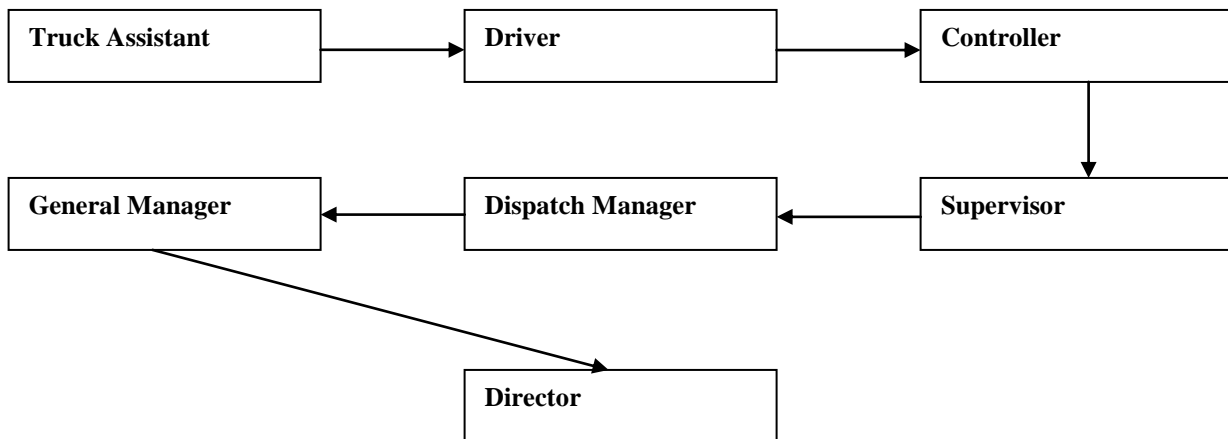 Truck Assistant
Driver
Controller
General Manager
Dispatch Manager
Supervisor
Director